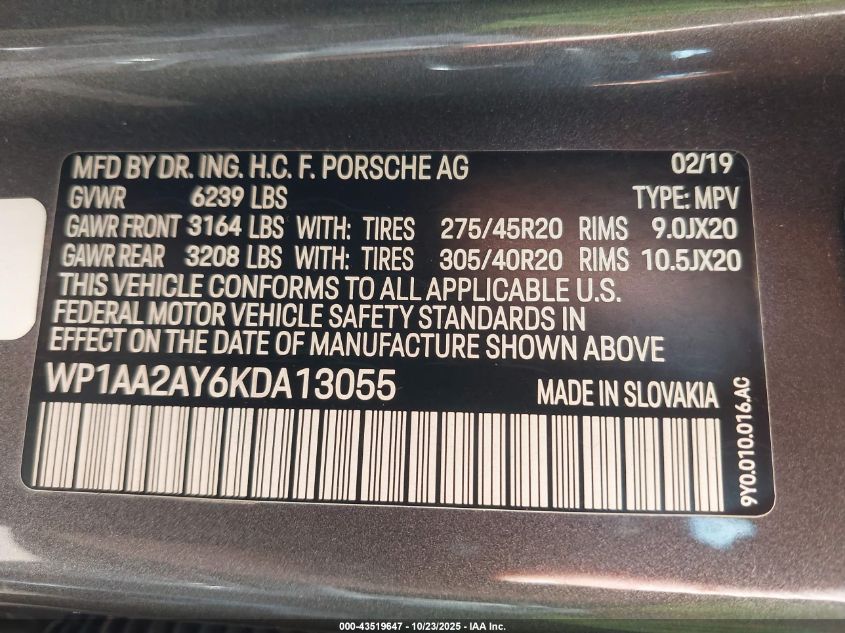 MFD BY DR. ING. H.C. F. PORSCHE AG 02/19
GVWR 6239 LBS TYPE: MPV
GAWR FRONT 3164 LBS WITH: TIRES 275/45R20 RIMS 9.0JX20
GAWR REAR 3208 LBS WITH: TIRES 305/40R20 RIMS 10.5JX20
THIS VEHICLE CONFORMS TO ALL APPLICABLE U.S.
FEDERAL MOTOR VEHICLE SAFETY STANDARDS IN
EFFECT ON THE DATE OF MANUFACTURE SHOWN ABOVE
WP1AA2AY6KDA13055 MADE IN SLOVAKIA
9Y0.010.016.AC
000-43519647 - 10/23/2025 - IAA Inc.